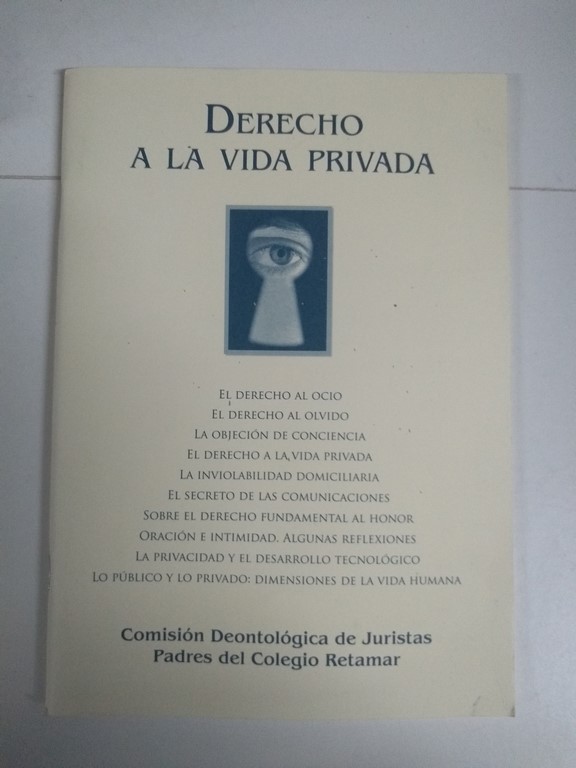 DERECHO
A LA VIDA PRIVADA
EL DERECHO AL OCIO
EL DERECHO AL OLVIDO
LA OBJECIÓN DE CONCIENCIA
EL DERECHO A LA VIDA PRIVADA
LA INVIOLABILIDAD DOMICILIARIA
EL SECRETO DE LAS COMUNICACIONES
SOBRE EL DERECHO FUNDAMENTAL AL HONOR
ORACIÓN E INTIMIDAD. ALGUNAS REFLEXIONES
LA PRIVACIDAD Y EL DESARROLLO TECNOLÓGICO
LO PÚBLICO Y LO PRIVADO: DIMENSIONES DE LA VIDA HUMANA
Comisión Deontológica de Juristas
Padres del Colegio Retamar